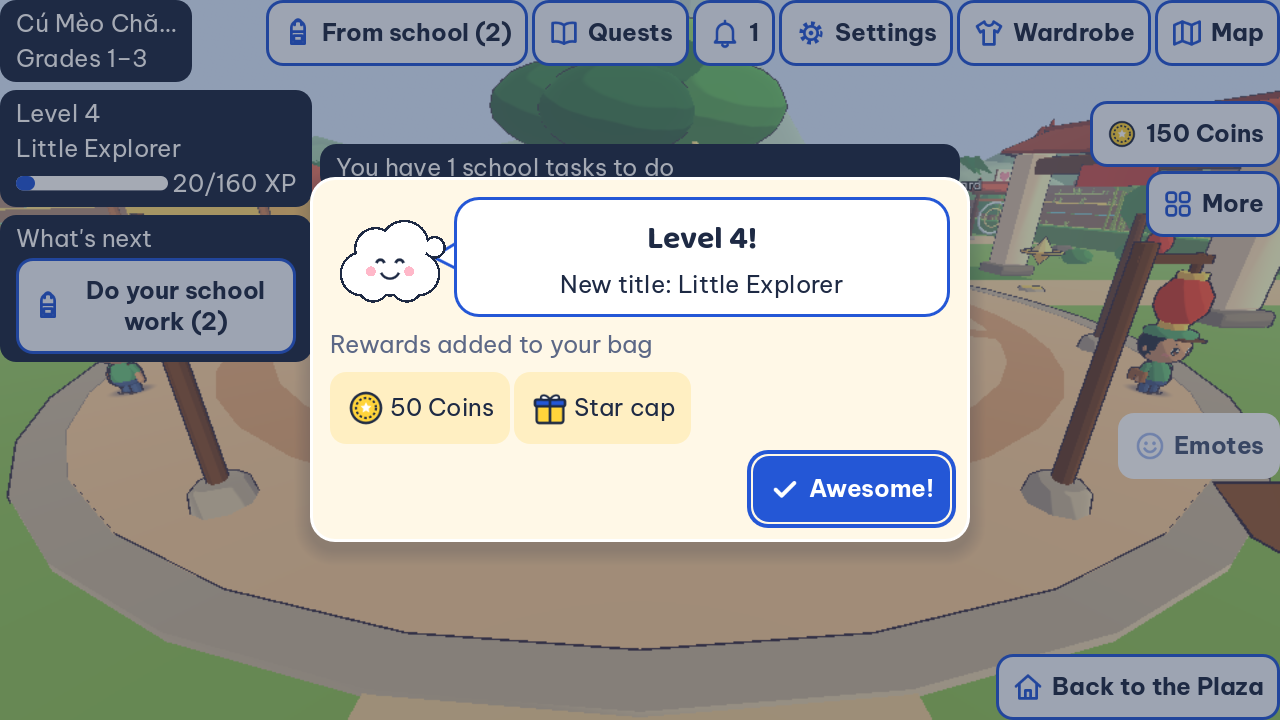 Cú Mèo Chă...
Grades 1–3
From school (2)
Quests
1
Settings
Wardrobe
Map
Level 4
Little Explorer
20/160 XP
150 Coins
More
You have 1 school tasks to do
What's next
Do your school
work (2)
Level 4!
New title: Little Explorer
Rewards added to your bag
50 Coins
Star cap
Awesome!
Emotes
Back to the Plaza